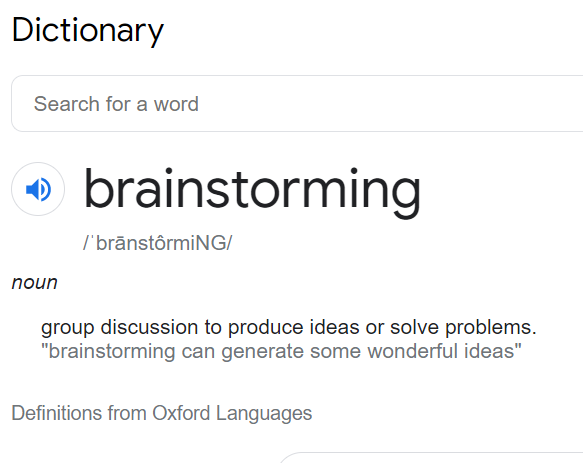 Dictionary
Search for a word
brainstorming
/ˈbrānstôrmiNG/
noun
group discussion to produce ideas or solve problems.
"brainstorming can generate some wonderful ideas"
Definitions from Oxford Languages